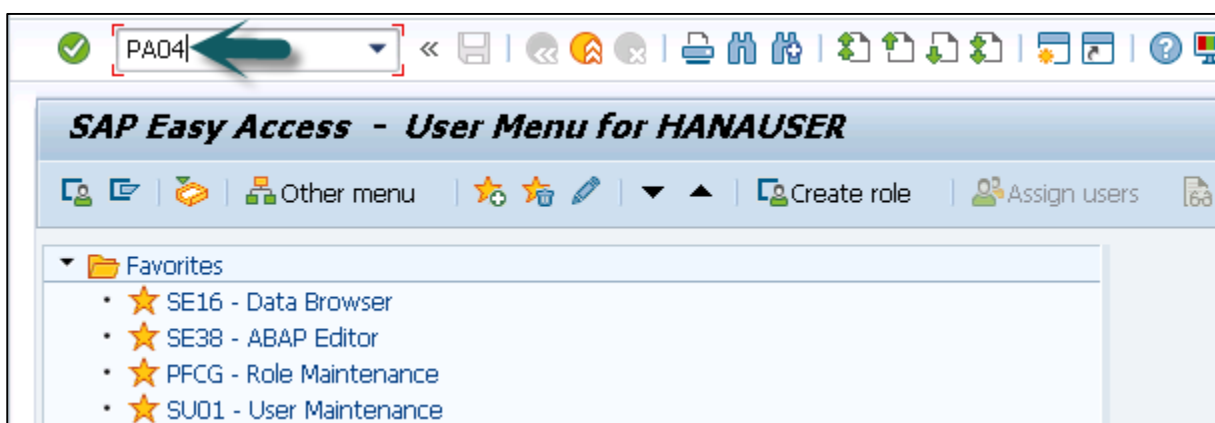 PA04
SAP Easy Access - User Menu for HANAUSER
Other menu Create role Assign users
Favorites
SE16 - Data Browser
SE38 - ABAP Editor
PFCG - Role Maintenance
SU01 - User Maintenance